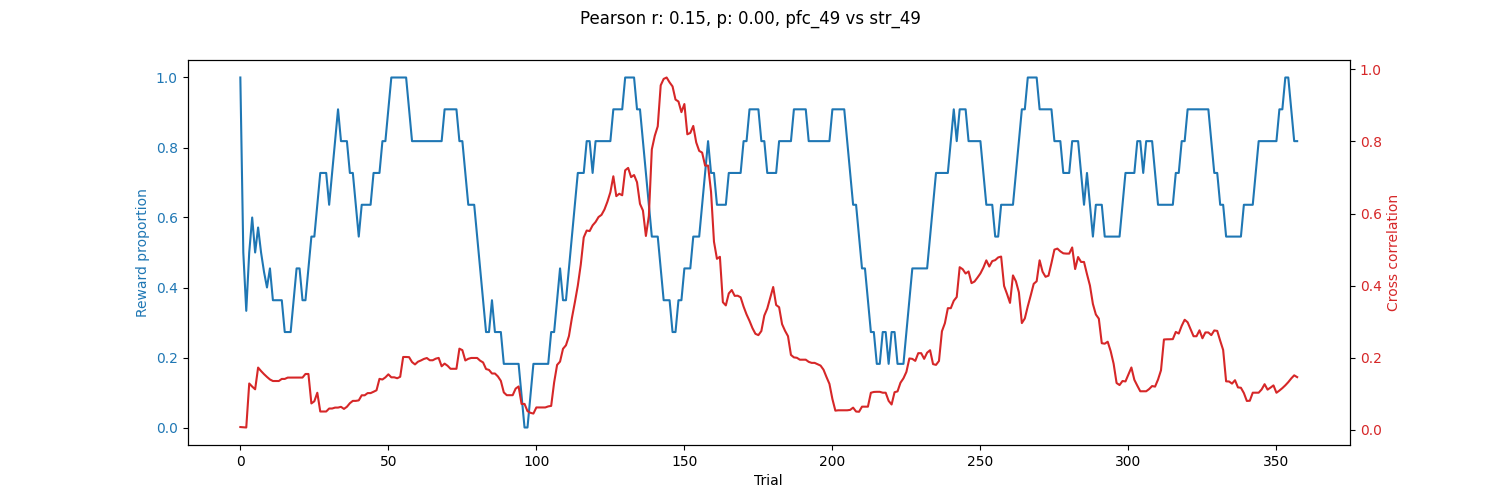 Pearson r: 0.15, p: 0.00, pfc_49 vs str_49
1.0
0.8
0.6
0.4
0.2
0.0
Reward proportion
1.0
0.8
0.6
0.4
0.2
0.0
Cross correlation
0 50 100 150 200 250 300 350
Trial